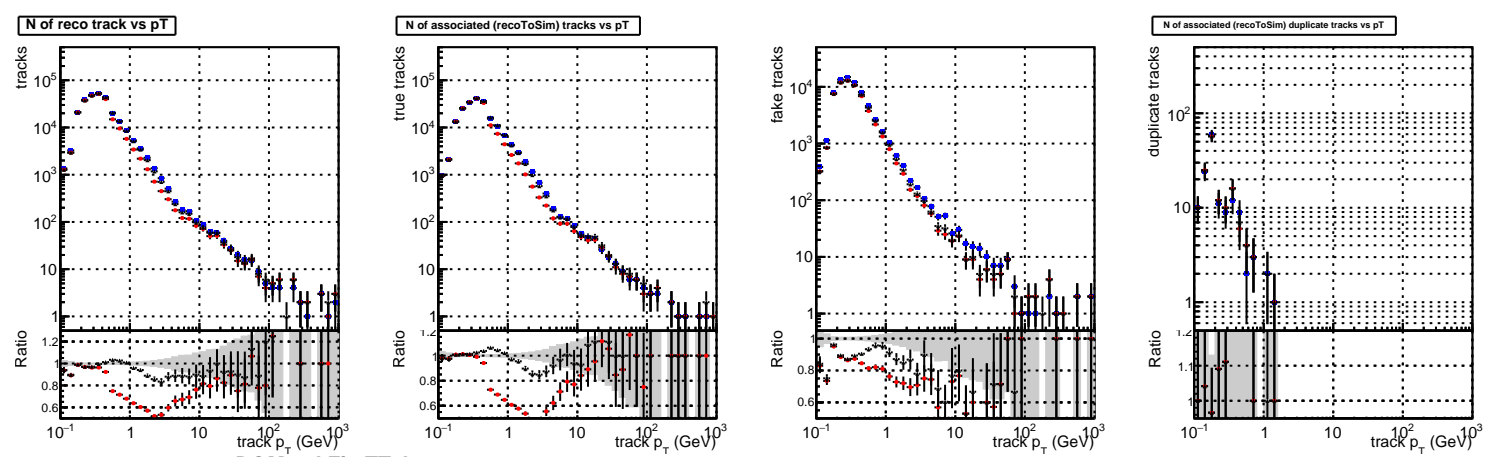 N of reco track vs pT
N of associated (recoToSim) tracks vs pT
N of associated (recoToSim) duplicate tracks vs pT
tracks
10^5
10^4
10^3
10^2
10
1
Ratio
1.2
1.0
0.8
0.6
10^-1 1 10 10^2 10^3
track p_T (GeV)
true tracks
10^5
10^4
10^3
10^2
10
1
Ratio
1.2
1.0
0.8
0.6
10^-1 1 10 10^2 10^3
track p_T (GeV)
fake tracks
10^4
10^3
10^2
10
1
Ratio
0.8
0.6
10^-1 1 10 10^2 10^3
track p_T (GeV)
duplicate tracks
10^2
10
1
Ratio
1.2
1.1
10^-1 1 10 10^2 10^3
track p_T (GeV)